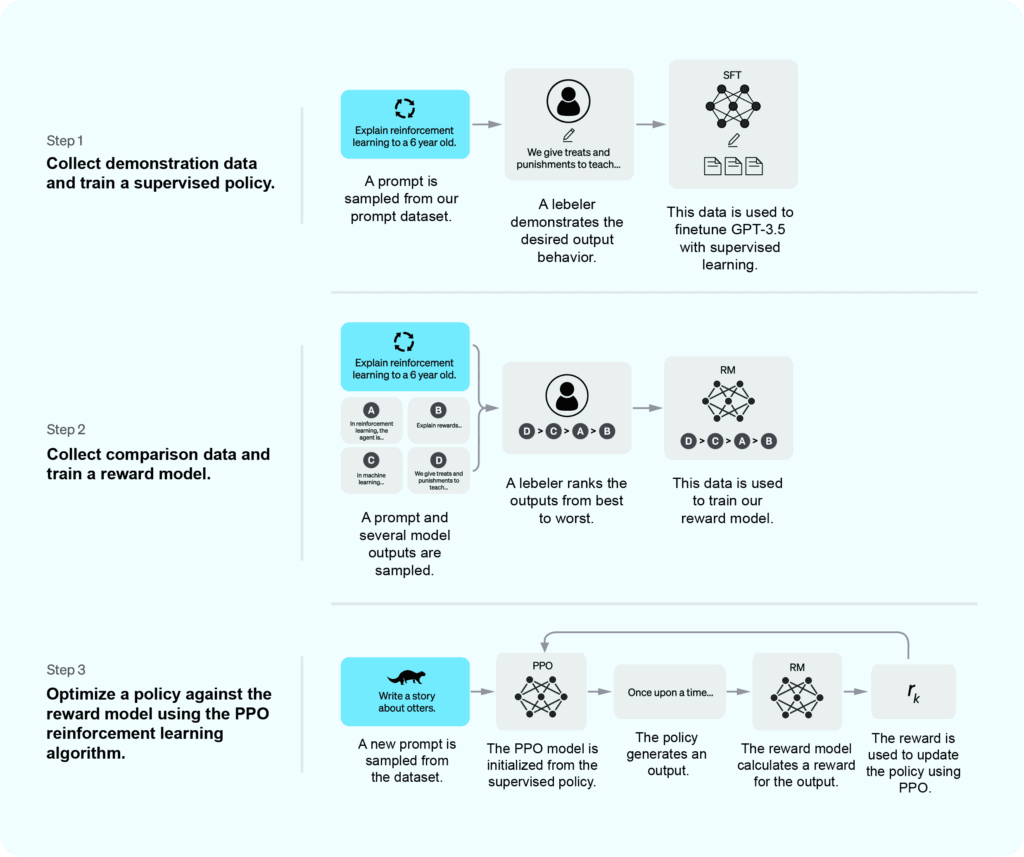 Step 1
Collect demonstration data
and train a supervised policy.
Explain reinforcement
learning to a 6 year old.
A prompt is
sampled from our
prompt dataset.
We give treats and
punishments to teach...
A lebeler
demonstrates the
desired output
behavior.
SFT
This data is used to
finetune GPT-3.5
with supervised
learning.
Step 2
Collect comparison data and
train a reward model.
Explain reinforcement
learning to a 6 year old.
A
In reinforcement
learning, the
agent is...
B
Explain rewards...
C
In machine
learning...
D
We give treats and
punishments to
teach...
A prompt and
several model
outputs are
sampled.
D > C > A > B
A lebeler ranks the
outputs from best
to worst.
RM
D > C > A > B
This data is used
to train our
reward model.
Step 3
Optimize a policy against the
reward model using the PPO
reinforcement learning
algorithm.
Write a story
about otters.
A new prompt is
sampled from
the dataset.
PPO
The PPO model is
initialized from the
supervised policy.
Once upon a time...
The policy
generates an
output.
RM
The reward model
calculates a reward
for the output.
rk
The reward is
used to update
the policy using
PPO.